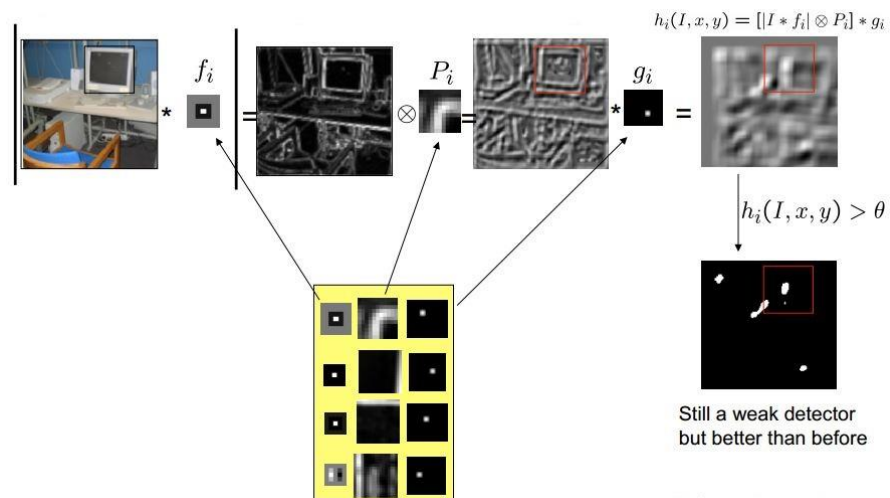 h_i(I, x, y) = [|I * f_i| ⊗ P_i] * g_i
| * f_i | = ⊗ P_i = * g_i =
h_i(I, x, y) > θ
Still a weak detector
but better than before